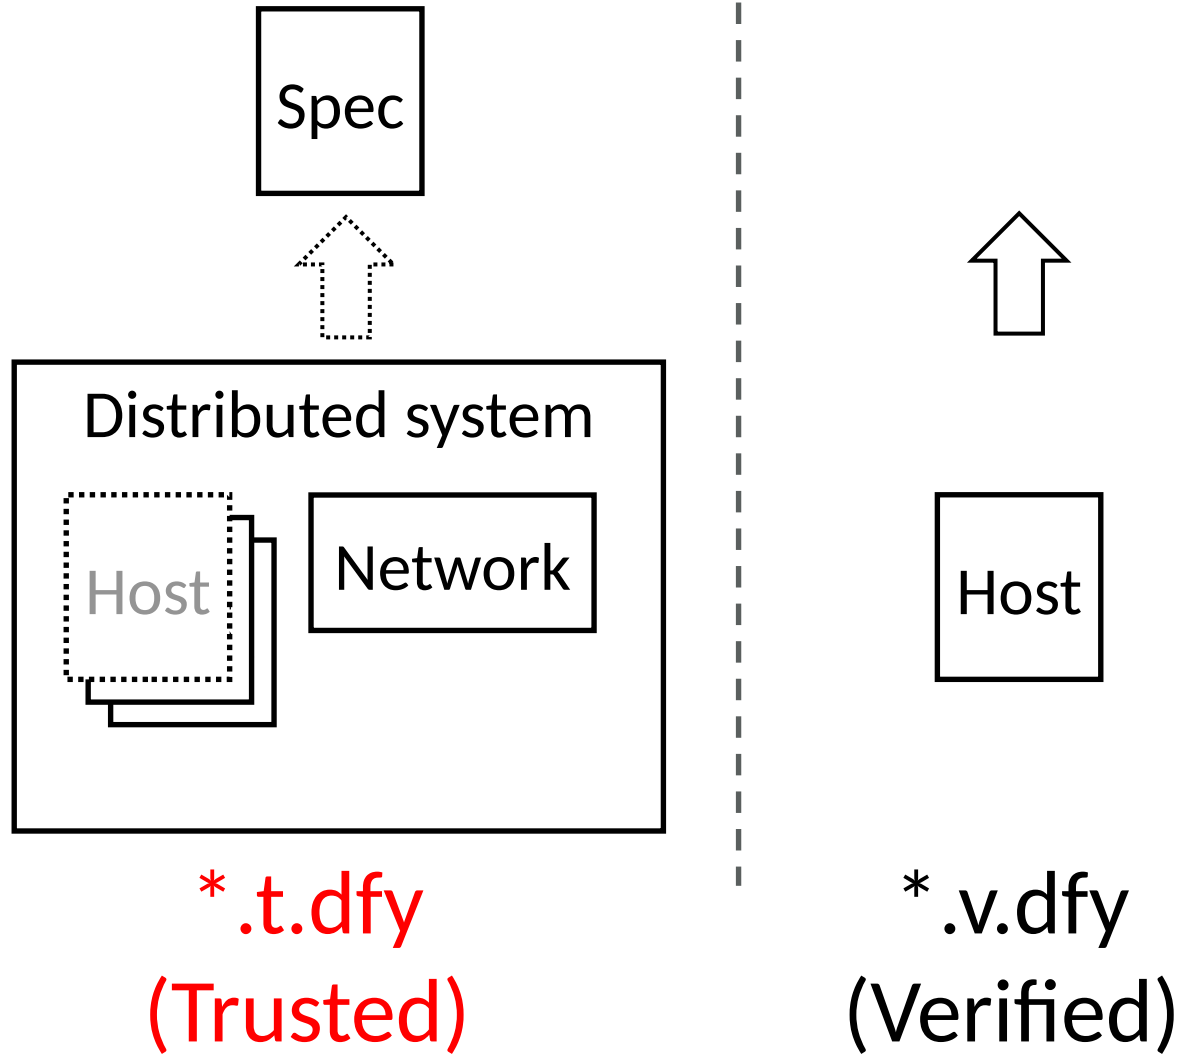 Spec
Distributed system
Host
Network
Host
*.t.dfy
(Trusted)
*.v.dfy
(Verified)